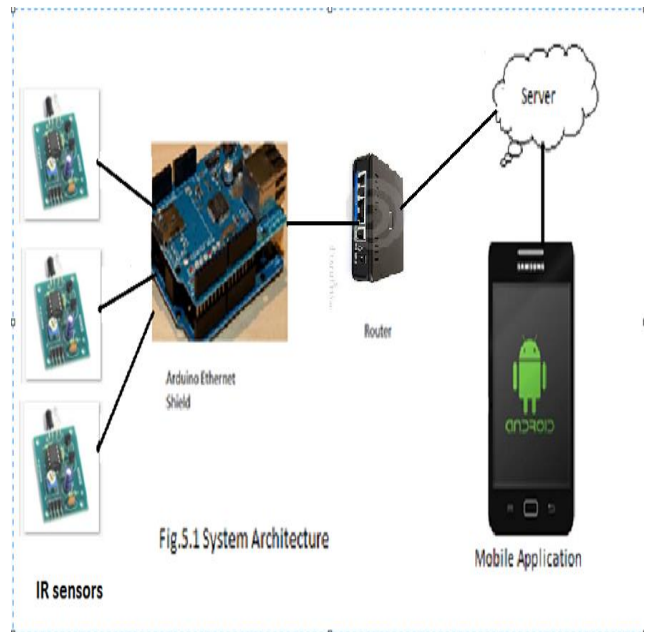 Server
SAMSUNG
Router
Arduino Ethernet
Shield
ANDROID
Fig.5.1 System Architecture
Mobile Application
IR sensors